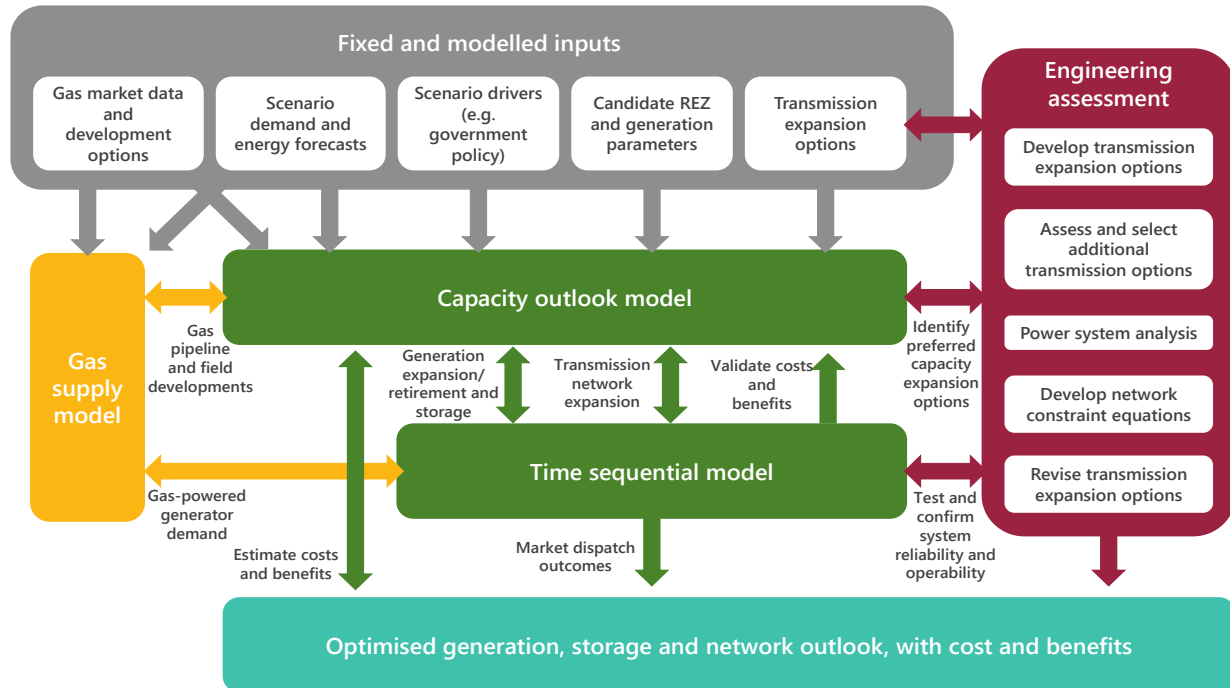 Fixed and modelled inputs
Gas market data
and
development
options
Scenario
demand and
energy forecasts
Scenario drivers
(e.g.
government
policy)
Candidate REZ
and generation
parameters
Transmission
expansion
options
Engineering
assessment
Develop transmission
expansion options
Assess and select
additional
transmission options
Power system analysis
Develop network
constraint equations
Revise transmission
expansion options
Gas
supply
model
Capacity outlook model
Gas
pipeline
and field
developments
Generation
expansion/
retirement and
storage
Transmission
network
expansion
Validate costs
and
benefits
Identify
preferred
capacity
expansion
options
Time sequential model
Gas-powered
generator
demand
Estimate costs
and benefits
Market dispatch
outcomes
Test and
confirm
system
reliability and
operability
Optimised generation, storage and network outlook, with cost and benefits